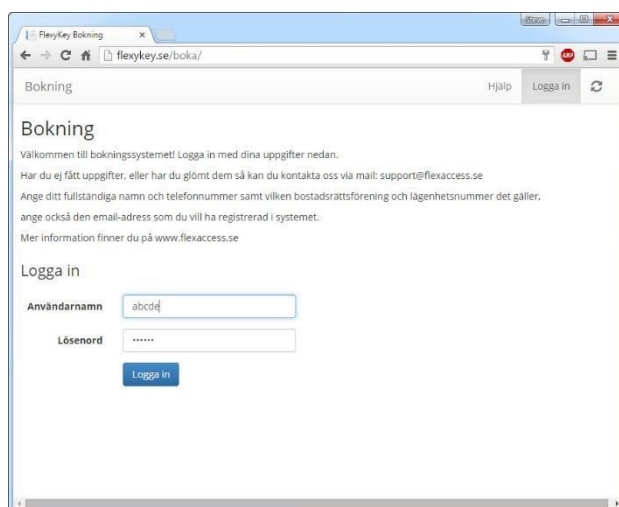 Steve
FlexyKey Bokning
flexykey.se/boka/
ABP
Bokning Hjälp Logga in
Bokning
Välkommen till bokningssystemet! Logga in med dina uppgifter nedan.
Har du ej fått uppgifter, eller har du glömt dem så kan du kontakta oss via mail: support@flexaccess.se
Ange ditt fullständiga namn och telefonnummer samt vilken bostadsrättsförening och lägenhetsnummer det gäller,
ange också den email-adress som du vill ha registrerad i systemet.
Mer information finner du på www.flexaccess.se
Logga in
Användarnamn abcde
Lösenord ••••••
Logga in